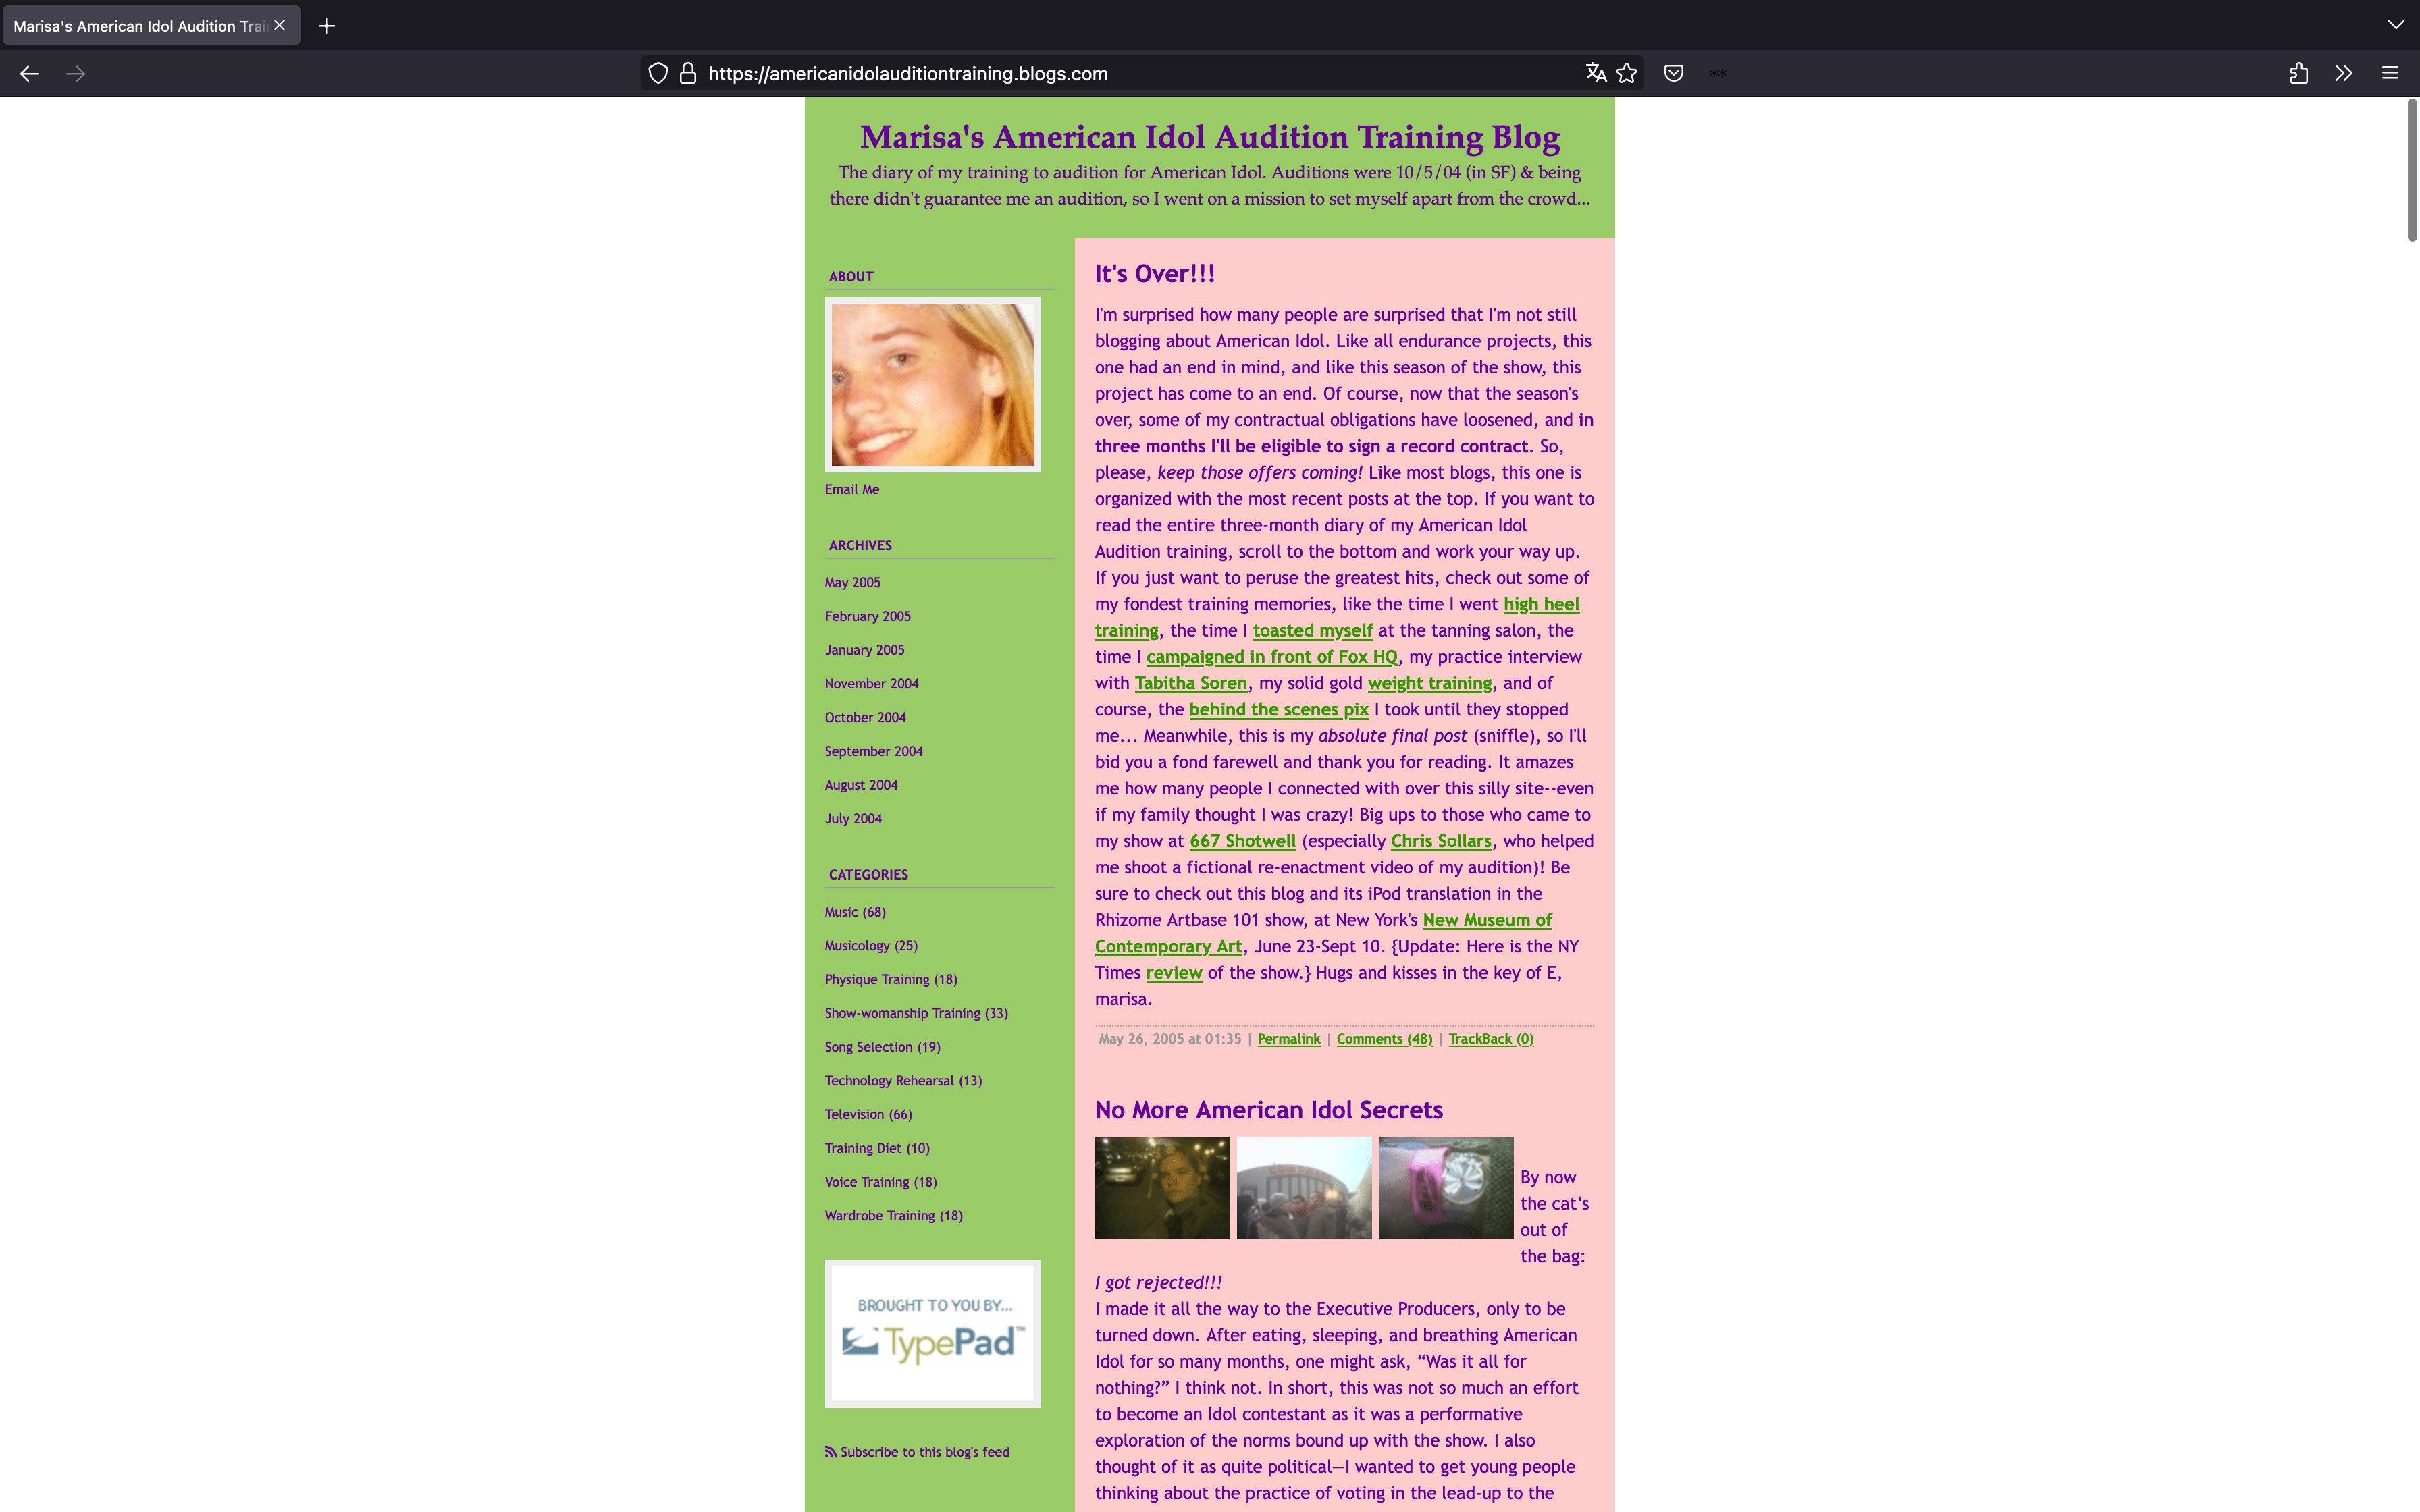 Marisa's American Idol Audition Trai
https://americanidolauditiontraining.blogs.com
Marisa's American Idol Audition Training Blog
The diary of my training to audition for American Idol. Auditions were 10/5/04 (in SF) & being
there didn't guarantee me an audition, so I went on a mission to set myself apart from the crowd...
ABOUT
Email Me
ARCHIVES
May 2005
February 2005
January 2005
November 2004
October 2004
September 2004
August 2004
July 2004
CATEGORIES
Music (68)
Musicology (25)
Physique Training (18)
Show-womanship Training (33)
Song Selection (19)
Technology Rehearsal (13)
Television (66)
Training Diet (10)
Voice Training (18)
Wardrobe Training (18)
BROUGHT TO YOU BY...
TypePad™
Subscribe to this blog's feed
It's Over!!!
I'm surprised how many people are surprised that I'm not still
blogging about American Idol. Like all endurance projects, this
one had an end in mind, and like this season of the show, this
project has come to an end. Of course, now that the season's
over, some of my contractual obligations have loosened, and in
three months I'll be eligible to sign a record contract. So,
please, keep those offers coming! Like most blogs, this one is
organized with the most recent posts at the top. If you want to
read the entire three-month diary of my American Idol
Audition training, scroll to the bottom and work your way up.
If you just want to peruse the greatest hits, check out some of
my fondest training memories, like the time I went high heel
training, the time I toasted myself at the tanning salon, the
time I campaigned in front of Fox HQ, my practice interview
with Tabitha Soren, my solid gold weight training, and of
course, the behind the scenes pix I took until they stopped
me... Meanwhile, this is my absolute final post (sniffle), so I'll
bid you a fond farewell and thank you for reading. It amazes
me how many people I connected with over this silly site--even
if my family thought I was crazy! Big ups to those who came to
my show at 667 Shotwell (especially Chris Sollars, who helped
me shoot a fictional re-enactment video of my audition)! Be
sure to check out this blog and its iPod translation in the
Rhizome Artbase 101 show, at New York's New Museum of
Contemporary Art, June 23-Sept 10. {Update: Here is the NY
Times review of the show.} Hugs and kisses in the key of E,
marisa.
May 26, 2005 at 01:35 | Permalink | Comments (48) | TrackBack (0)
No More American Idol Secrets
By now
the cat’s
out of
the bag:
I got rejected!!!
I made it all the way to the Executive Producers, only to be
turned down. After eating, sleeping, and breathing American
Idol for so many months, one might ask, “Was it all for
nothing?” I think not. In short, this was not so much an effort
to become an Idol contestant as it was a performative
exploration of the norms bound up with the show. I also
thought of it as quite political—I wanted to get young people
thinking about the practice of voting in the lead-up to the